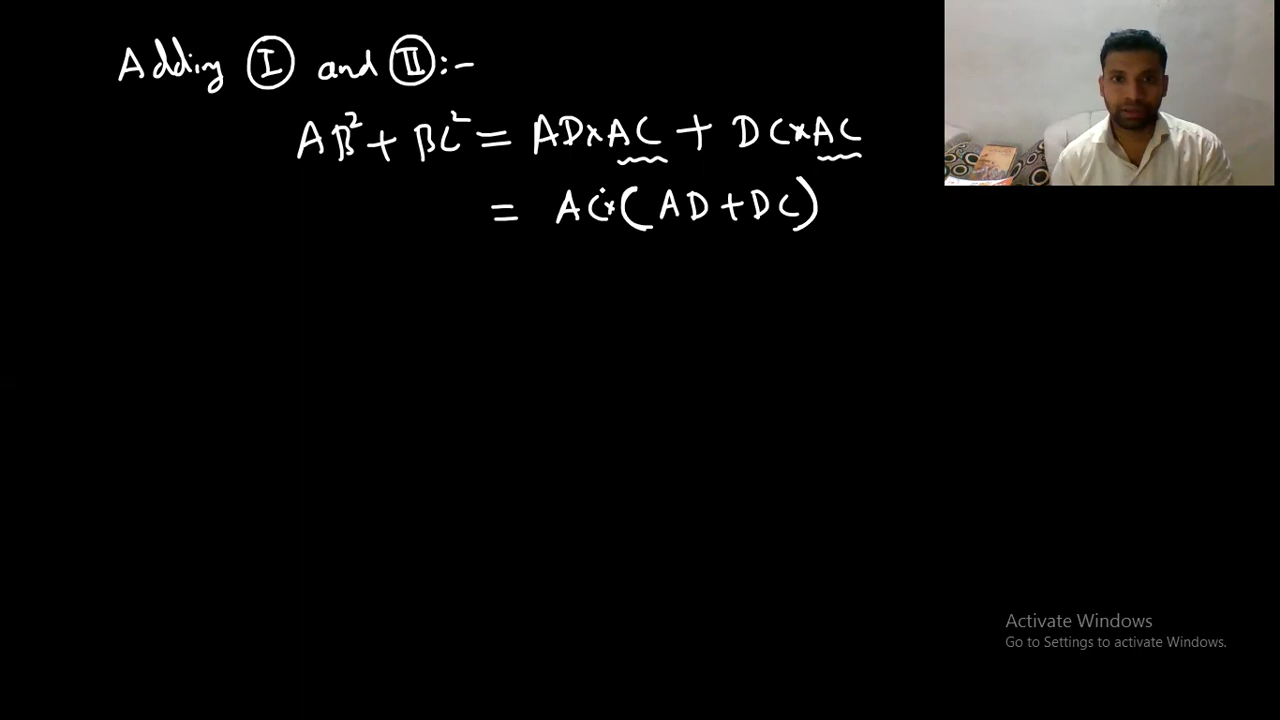 Adding Ⓘ and Ⓘ︎Ⓘ:-
AB² + BC² = AD×AC + DC×AC
= AC×(AD + DC)
Activate Windows
Go to Settings to activate Windows.